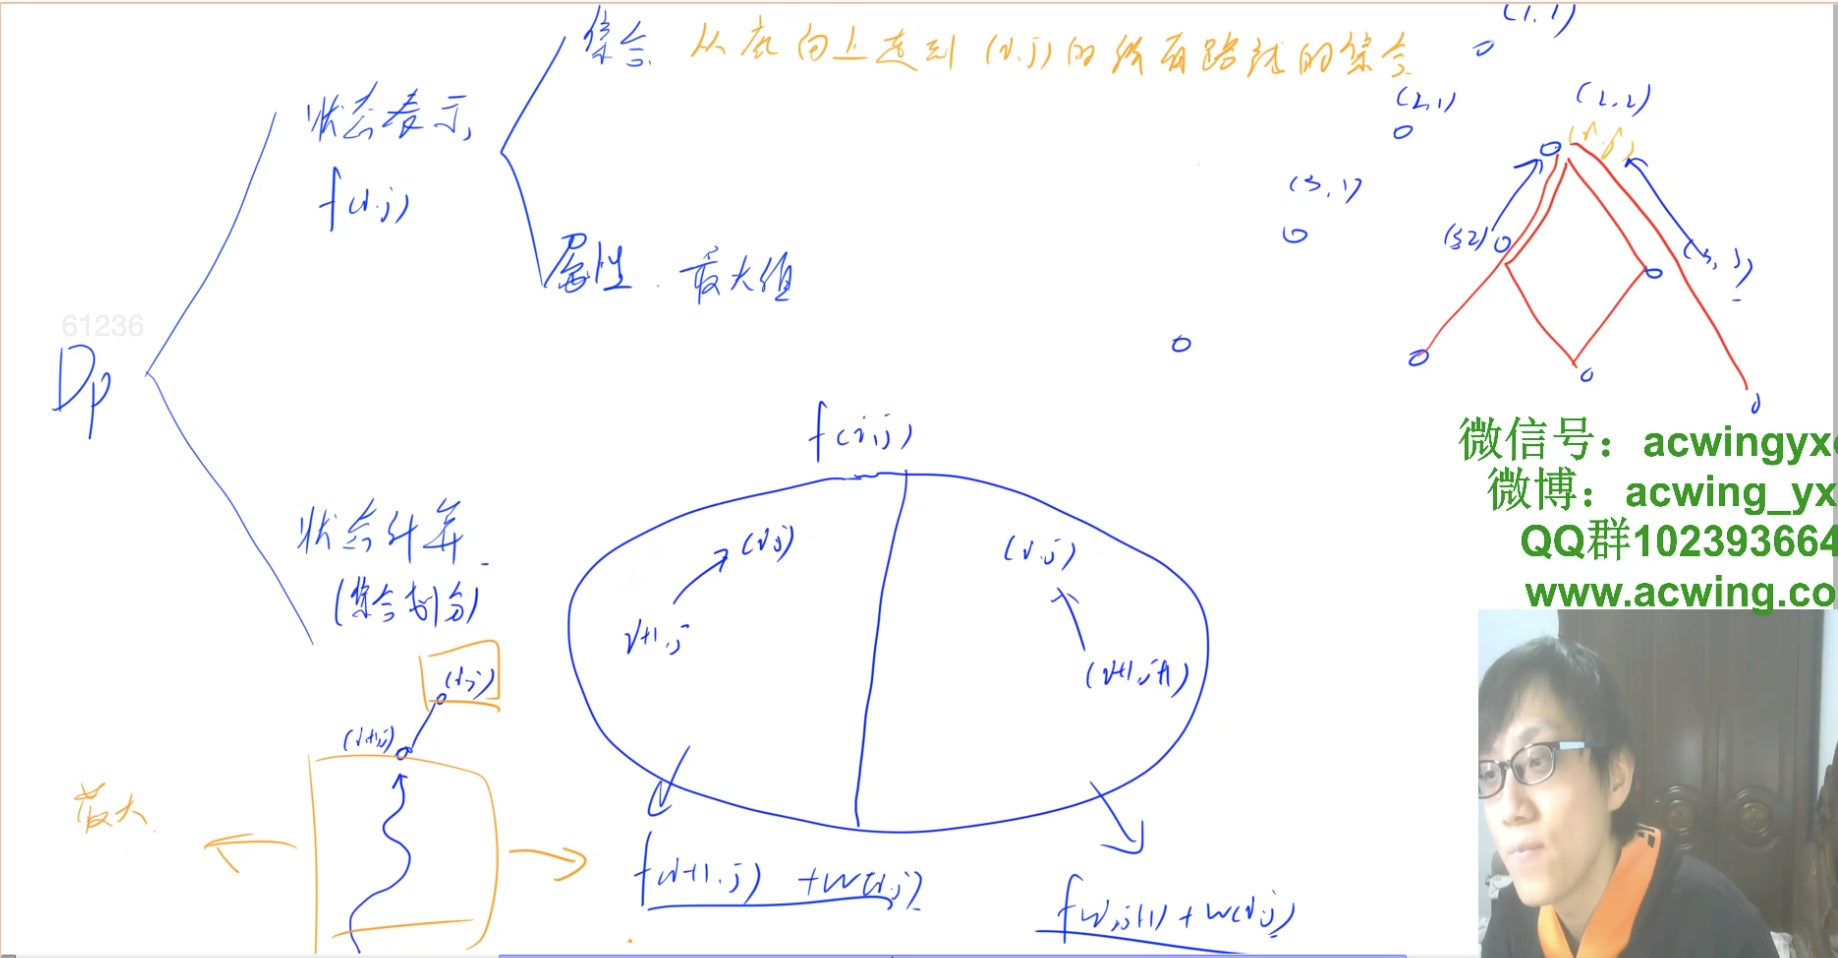 集合 从底向上走到(i,j)的所有路线的集合
(1,1)
(2,1)
(2,2)
(i,j)
状态表示
f(i,j)
(3,1)
(3,2)
(3,3)
属性 最大值
61236
Dp
f(i,j)
微信号：acwingyx
微博：acwing_yx
QQ群102393664
www.acwing.co
状态计算
(集合划分)
(i,j)
(i,j)
i+1,j
(i+1,j+1)
(i,j)
(i+1,j)
最大
f(i+1,j) +w(i,j)
+w(i,j)